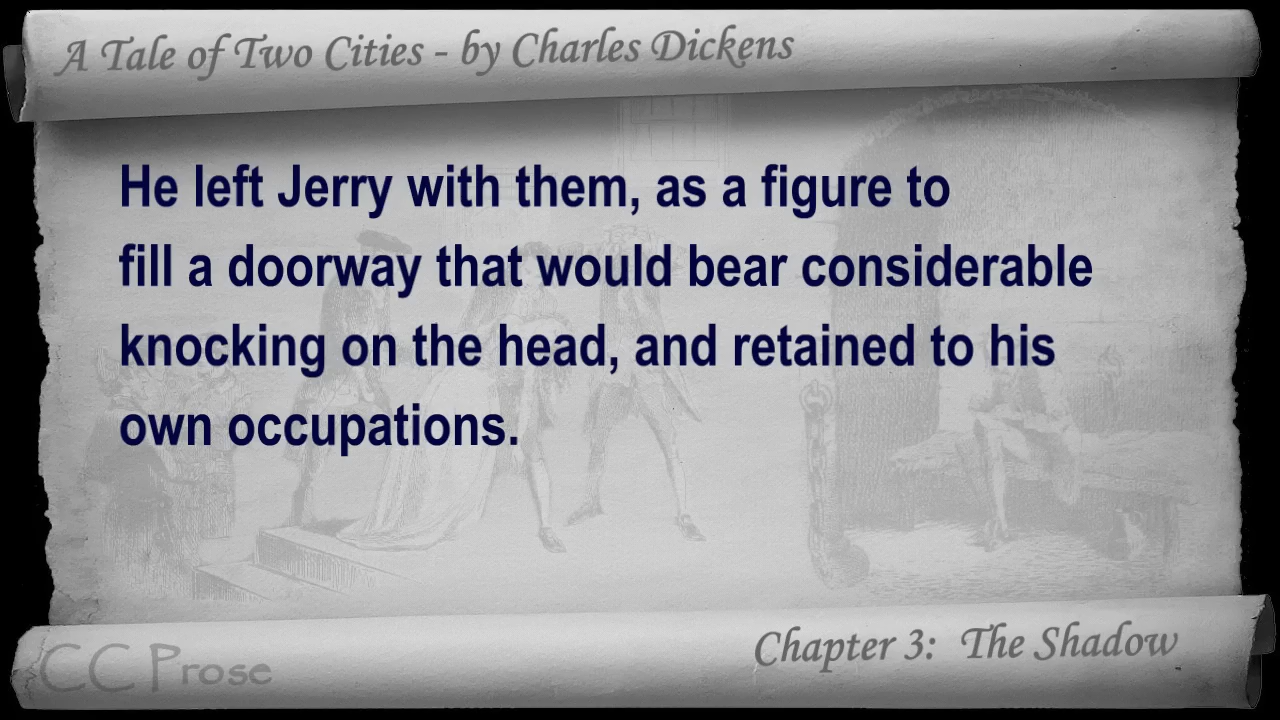 A Tale of Two Cities - by Charles Dickens
He left Jerry with them, as a figure to
fill a doorway that would bear considerable
knocking on the head, and retained to his
own occupations.
CC Prose
Chapter 3: The Shadow